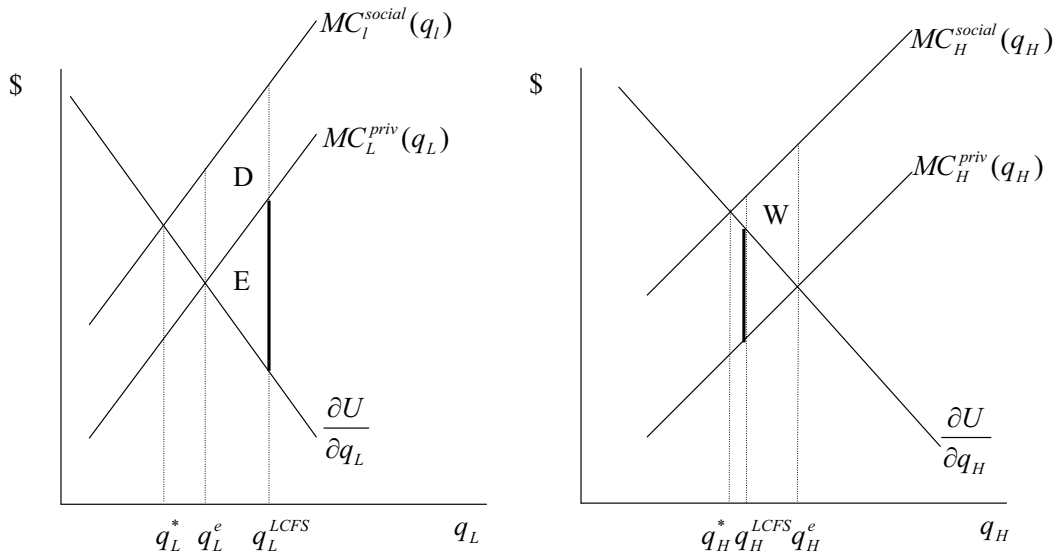 $
MC_l^{social}(q_l)
MC_L^{priv}(q_L)
D
E
∂U
∂q_L
q_L^*
q_L^e
q_L^{LCFS}
q_L
$
MC_H^{social}(q_H)
MC_H^{priv}(q_H)
W
∂U
∂q_H
q_H^*
q_H^{LCFS}
q_H^e
q_H